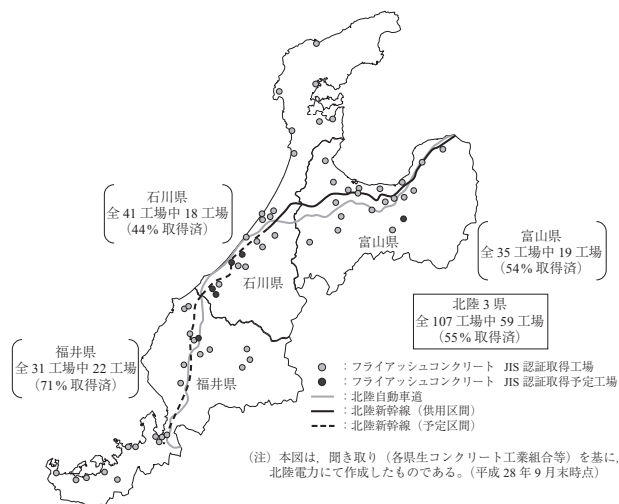 石川県
全 41 工場中 18 工場
（44% 取得済）
富山県
石川県
富山県
全 35 工場中 19 工場
（54% 取得済）
北陸 3 県
全 107 工場中 59 工場
（55% 取得済）
福井県
全 31 工場中 22 工場
（71% 取得済）
福井県
：フライアッシュコンクリート JIS 認証取得工場
：フライアッシュコンクリート JIS 認証取得予定工場
：北陸自動車道
：北陸新幹線（供用区間）
：北陸新幹線（予定区間）
（注）本図は，聞き取り（各県生コンクリート工業組合等）を基に，
北陸電力にて作成したものである。（平成 28 年 9 月末時点）